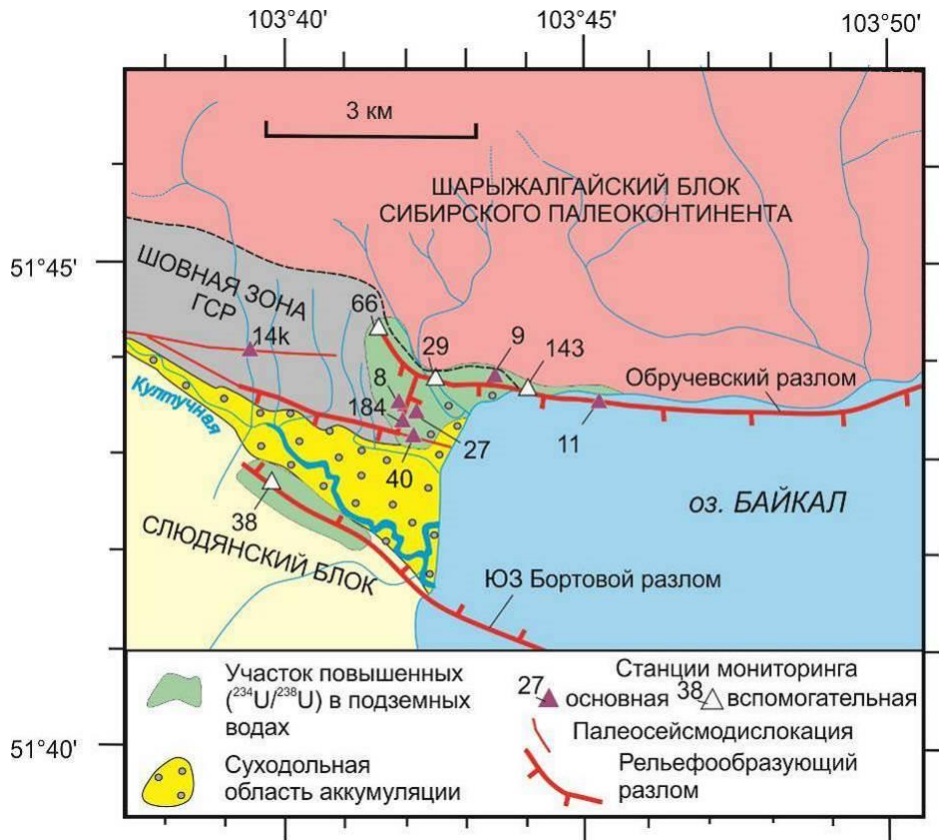 103°40' 103°45' 103°50'
3 км
ШАРЫЖАЛГАЙСКИЙ БЛОК
СИБИРСКОГО ПАЛЕОКОНТИНЕНТА
51°45'
ШОВНАЯ ЗОНА
ГСР
66
14k
29
9
143
8
Обручевский разлом
Култучная
184
27
11
40
оз. БАЙКАЛ
38
СЛЮДЯНСКИЙ БЛОК
ЮЗ Бортовой разлом
51°40'
Участок повышенных
(²³⁴U/²³⁸U) в подземных
водах
Суходольная
область аккумуляции
Станции мониторинга
27 основная 38 вспомогательная
Палеосейсмодислокация
Рельефообразующий
разлом